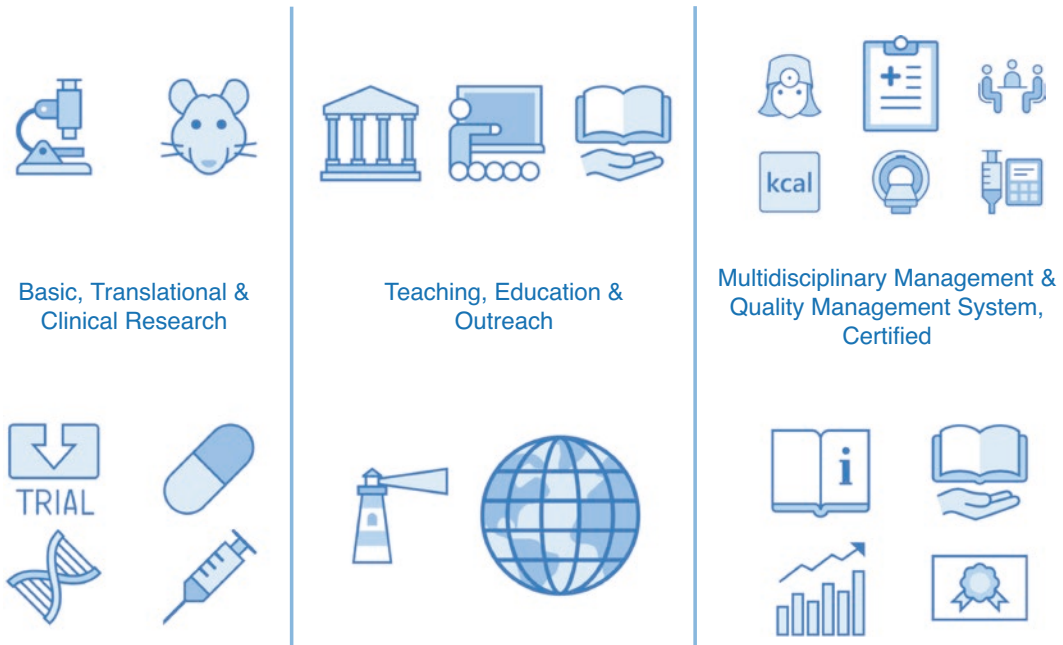 kcal
Basic, Translational &
Clinical Research
Teaching, Education &
Outreach
Multidisciplinary Management &
Quality Management System,
Certified
TRIAL
i